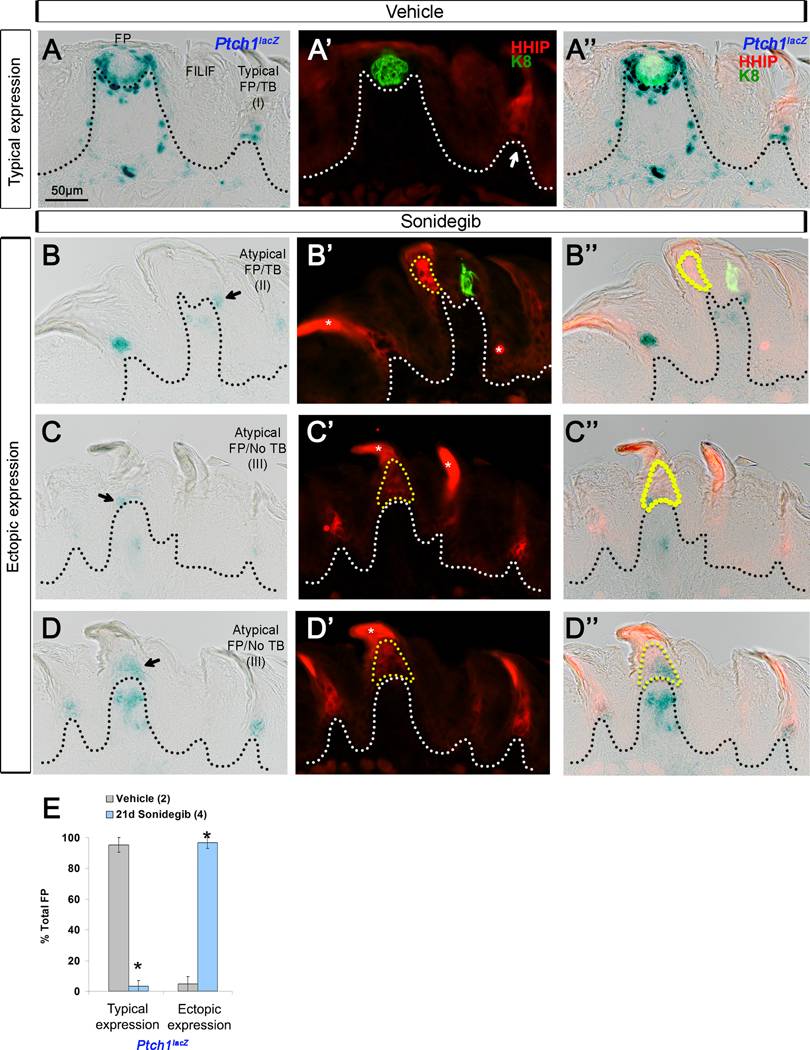 Vehicle
Typical expression
A
FP
Ptch1lacZ
FILIF
Typical
FP/TB
(I)
50µm
A'
HHIP
K8
A"
Ptch1lacZ
HHIP
K8
Sonidegib
Ectopic expression
B
Atypical
FP/TB
(II)
B'
*
*
B"
C
Atypical
FP/No TB
(III)
C'
*
*
C"
D
Atypical
FP/No TB
(III)
D'
*
D"
E
Vehicle (2)
21d Sonidegib (4)
% Total FP
100
80
60
40
20
0
*
*
Typical
expression
Ectopic
expression
Ptch1lacZ